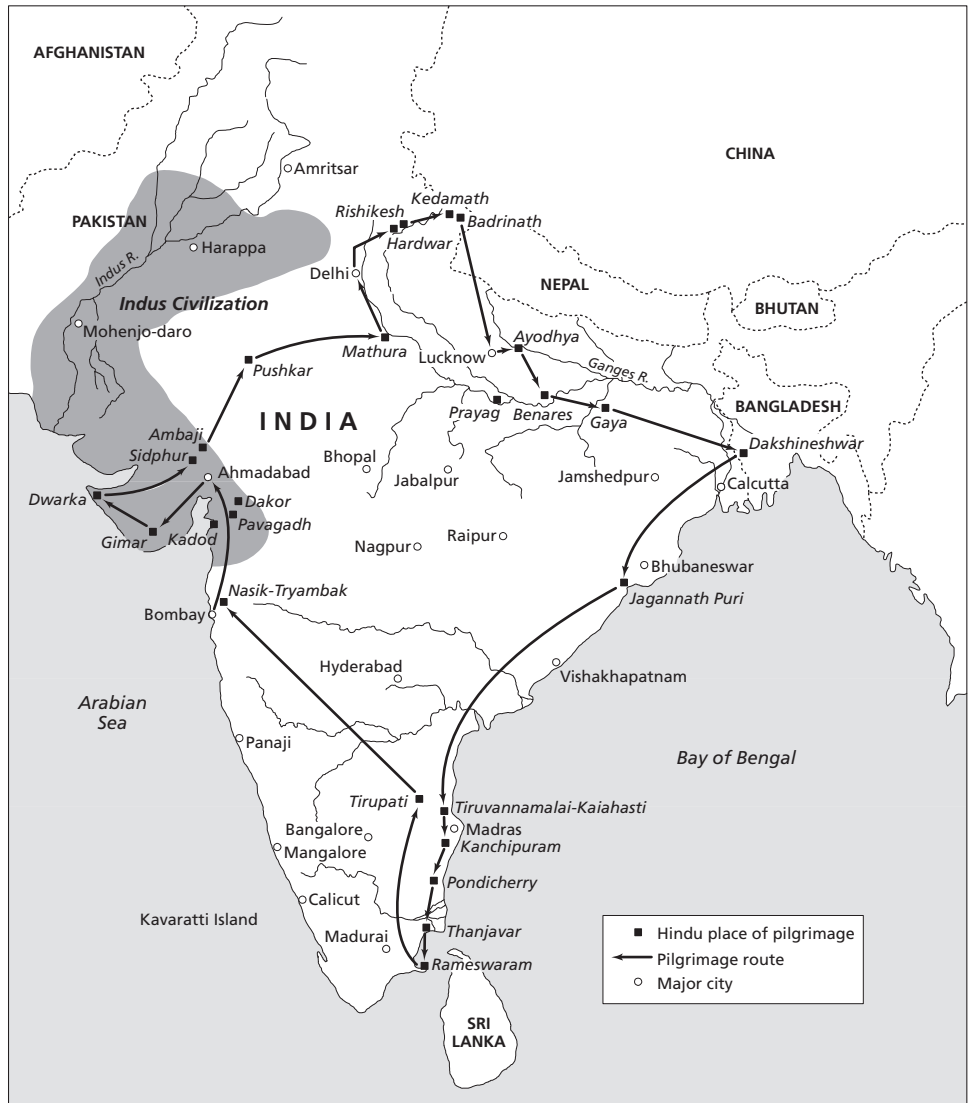 AFGHANISTAN
CHINA
Amritsar
PAKISTAN
Kedarnath
Rishikesh
Badrinath
Hardwar
Harappa
Indus R.
Delhi
NEPAL
Indus Civilization
BHUTAN
Mohenjo-daro
Mathura
Ayodhya
Lucknow
Pushkar
Ganges R.
INDIA
Prayag
Benares
Gaya
BANGLADESH
Ambaji
Sidphur
Bhopal
Dakshineshwar
Ahmadabad
Jabalpur
Jamshedpur
Calcutta
Dwarka
Dakor
Pavagadh
Gimar
Kadod
Nagpur
Raipur
Bhubaneswar
Nasik-Tryambak
Jagannath Puri
Bombay
Hyderabad
Vishakhapatnam
Arabian
Sea
Panaji
Bay of Bengal
Tirupati
Tiruvannamalai-Kaiahasti
Bangalore
Madras
Mangalore
Kanchipuram
Pondicherry
Calicut
Kavaratti Island
Thanjavar
Madurai
Rameswaram
Hindu place of pilgrimage
Pilgrimage route
Major city
SRI
LANKA